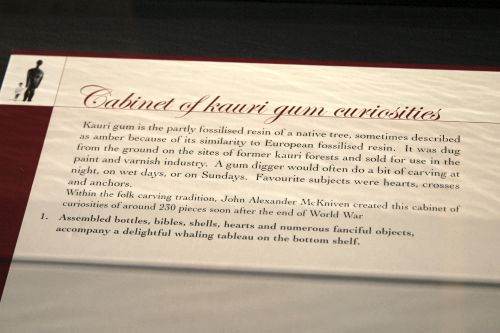 Cabinet of kauri gum curiosities
Kauri gum is the partly fossilised resin of a native tree, sometimes described
as amber because of its similarity to European fossilised resin. It was dug
from the ground on the sites of former kauri forests and sold for use in the
paint and varnish industry. A gum digger would often do a bit of carving at
night, on wet days, or on Sundays. Favourite subjects were hearts, crosses
and anchors.
Within the folk carving tradition, John Alexander McKniven created this cabinet of
curiosities of around 230 pieces soon after the end of World War
1. Assembled bottles, bibles, shells, hearts and numerous fanciful objects,
accompany a delightful whaling tableau on the bottom shelf.